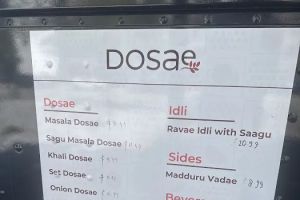 Dosae
Dosae
Masala Dosae
Sagu Masala Dosae
Khali Dosae
Set Dosae
Onion Dosae
Idli
Ravae Idli with Saagu
10.99
Sides
Madduru Vadae £8.99